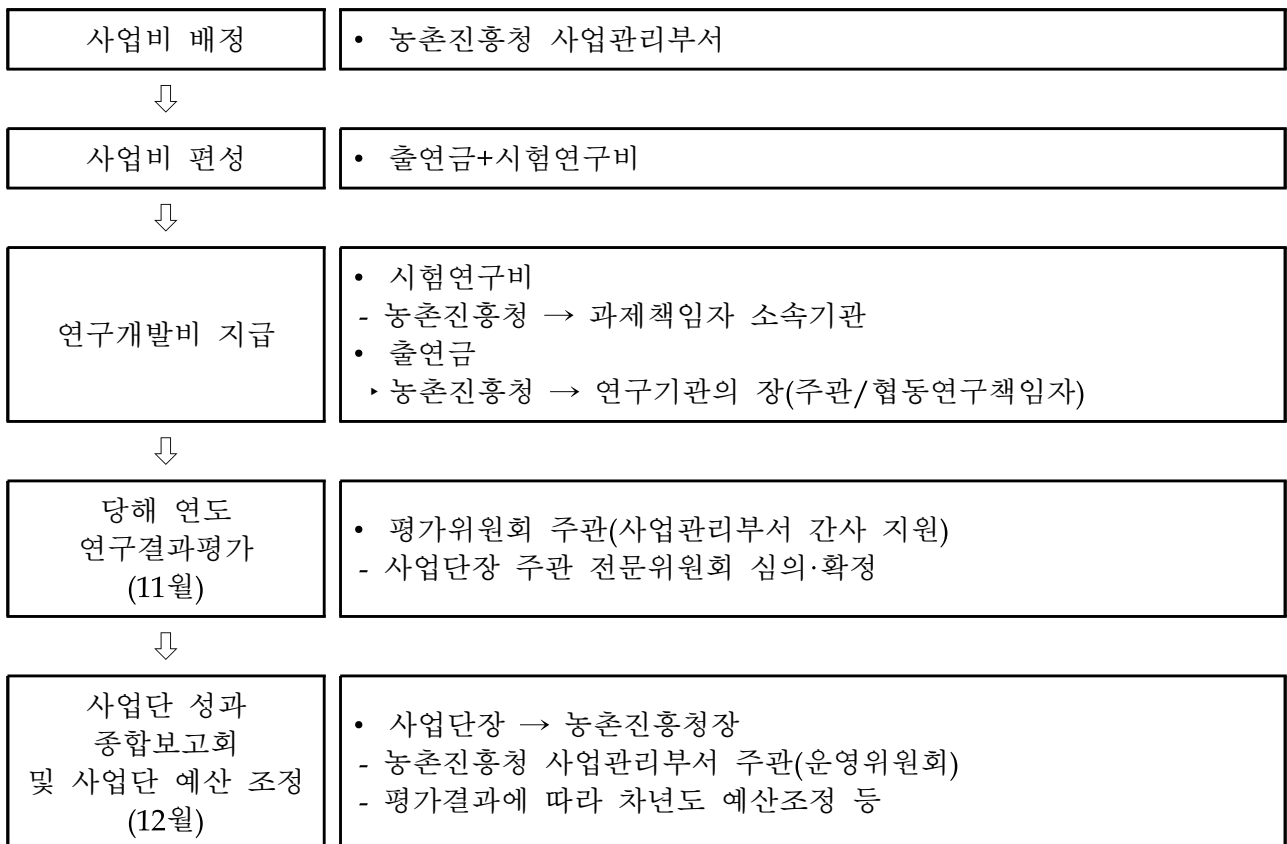 사업비 배정
• 농촌진흥청 사업관리부서
⇩
사업비 편성
• 출연금+시험연구비
⇩
연구개발비 지급
• 시험연구비
- 농촌진흥청 → 과제책임자 소속기관
• 출연금
‣ 농촌진흥청 → 연구기관의 장(주관/협동연구책임자)
⇩
당해 연도
연구결과평가
(11월)
• 평가위원회 주관(사업관리부서 간사 지원)
- 사업단장 주관 전문위원회 심의·확정
⇩
사업단 성과
종합보고회
및 사업단 예산 조정
(12월)
• 사업단장 → 농촌진흥청장
- 농촌진흥청 사업관리부서 주관(운영위원회)
- 평가결과에 따라 차년도 예산조정 등